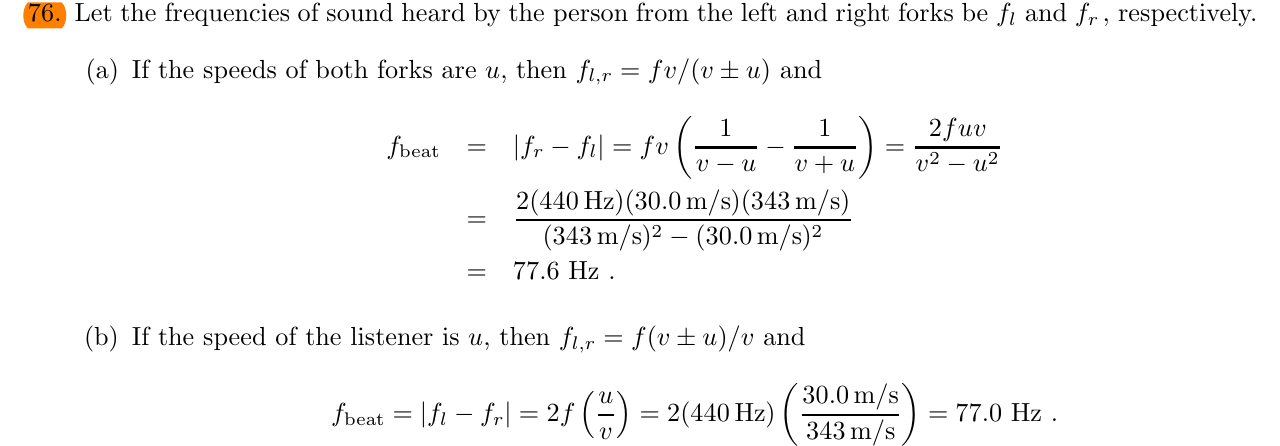 76. Let the frequencies of sound heard by the person from the left and right forks be f_l and f_r, respectively.
(a) If the speeds of both forks are u, then f_{l,r} = fv/(v ± u) and
f_beat = |f_r − f_l| = fv (1/(v − u) − 1/(v + u)) = 2fuv/(v² − u²)
= 2(440 Hz)(30.0 m/s)(343 m/s)/((343 m/s)² − (30.0 m/s)²)
= 77.6 Hz .
(b) If the speed of the listener is u, then f_{l,r} = f(v ± u)/v and
f_beat = |f_l − f_r| = 2f (u/v) = 2(440 Hz) (30.0 m/s / 343 m/s) = 77.0 Hz .